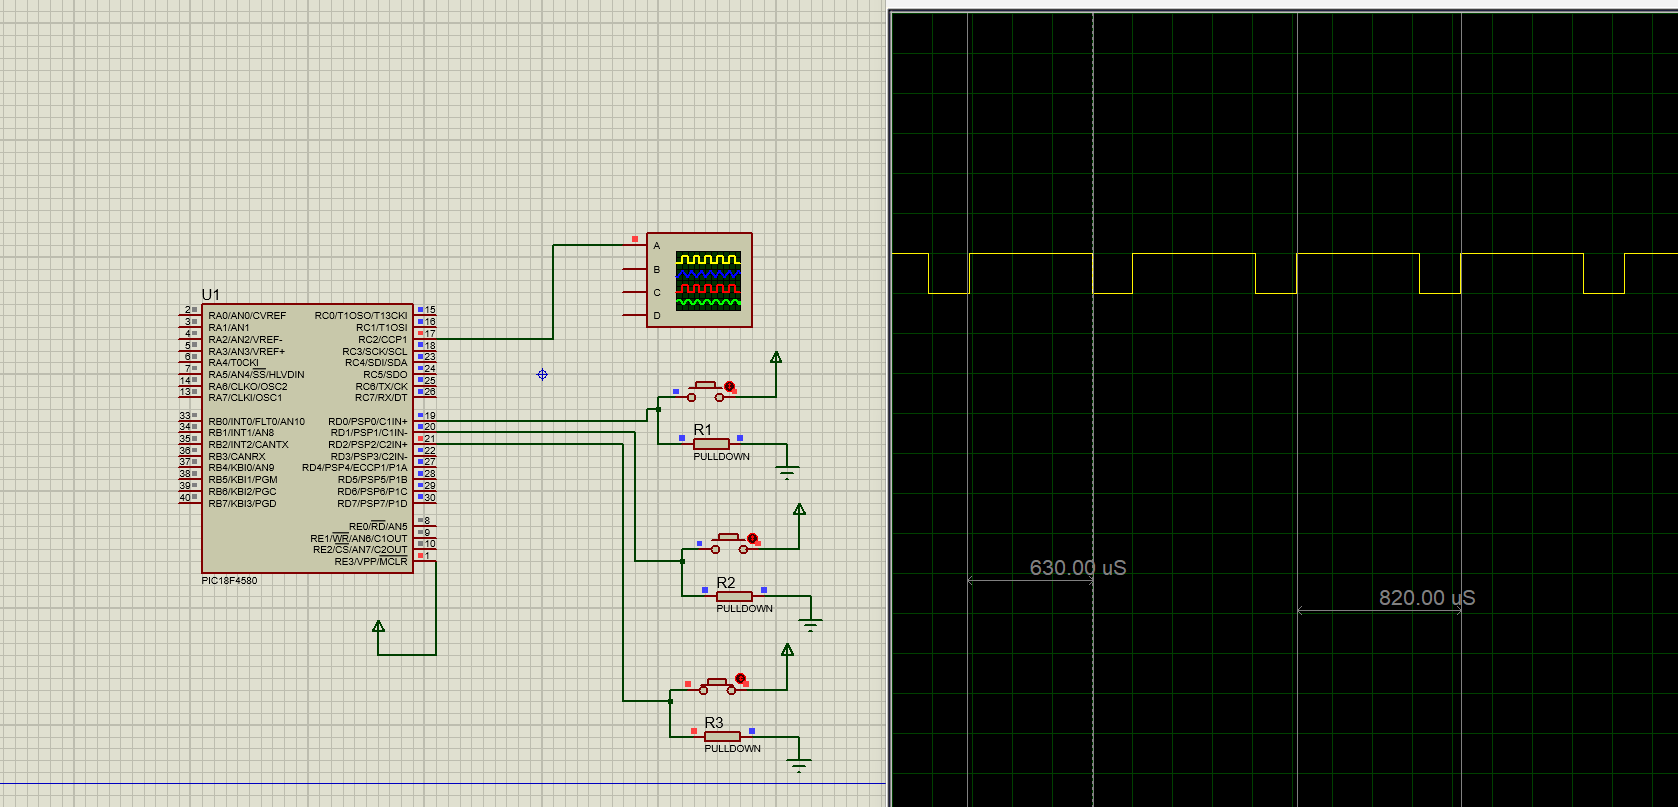 U1
2 RA0/AN0/CVREF RC0/T1OSO/T13CKI 15
3 RA1/AN1 RC1/T1OSI 16
4 RA2/AN2/VREF- RC2/CCP1 17
5 RA3/AN3/VREF+ RC3/SCK/SCL 18
6 RA4/T0CKI RC4/SDI/SDA 23
7 RA5/AN4/SS/HLVDIN RC5/SDO 24
14 RA6/CLKO/OSC2 RC6/TX/CK 25
13 RA7/CLKI/OSC1 RC7/RX/DT 26
33 RB0/INT0/FLT0/AN10 RD0/PSP0/C1IN+ 19
34 RB1/INT1/AN8 RD1/PSP1/C1IN- 20
35 RB2/INT2/CANTX RD2/PSP2/C2IN+ 21
36 RB3/CANRX RD3/PSP3/C2IN- 22
37 RB4/KBI0/AN9 RD4/PSP4/ECCP1/P1A 27
38 RB5/KBI1/PGM RD5/PSP5/P1B 28
39 RB6/KBI2/PGC RD6/PSP6/P1C 29
40 RB7/KBI3/PGD RD7/PSP7/P1D 30
RE0/RD/AN5 8
RE1/WR/AN6/C1OUT 9
RE2/CS/AN7/C2OUT 10
RE3/VPP/MCLR 1
PIC18F4580
A
B
C
D
R1
PULLDOWN
R2
PULLDOWN
R3
PULLDOWN
630.00 uS
820.00 uS